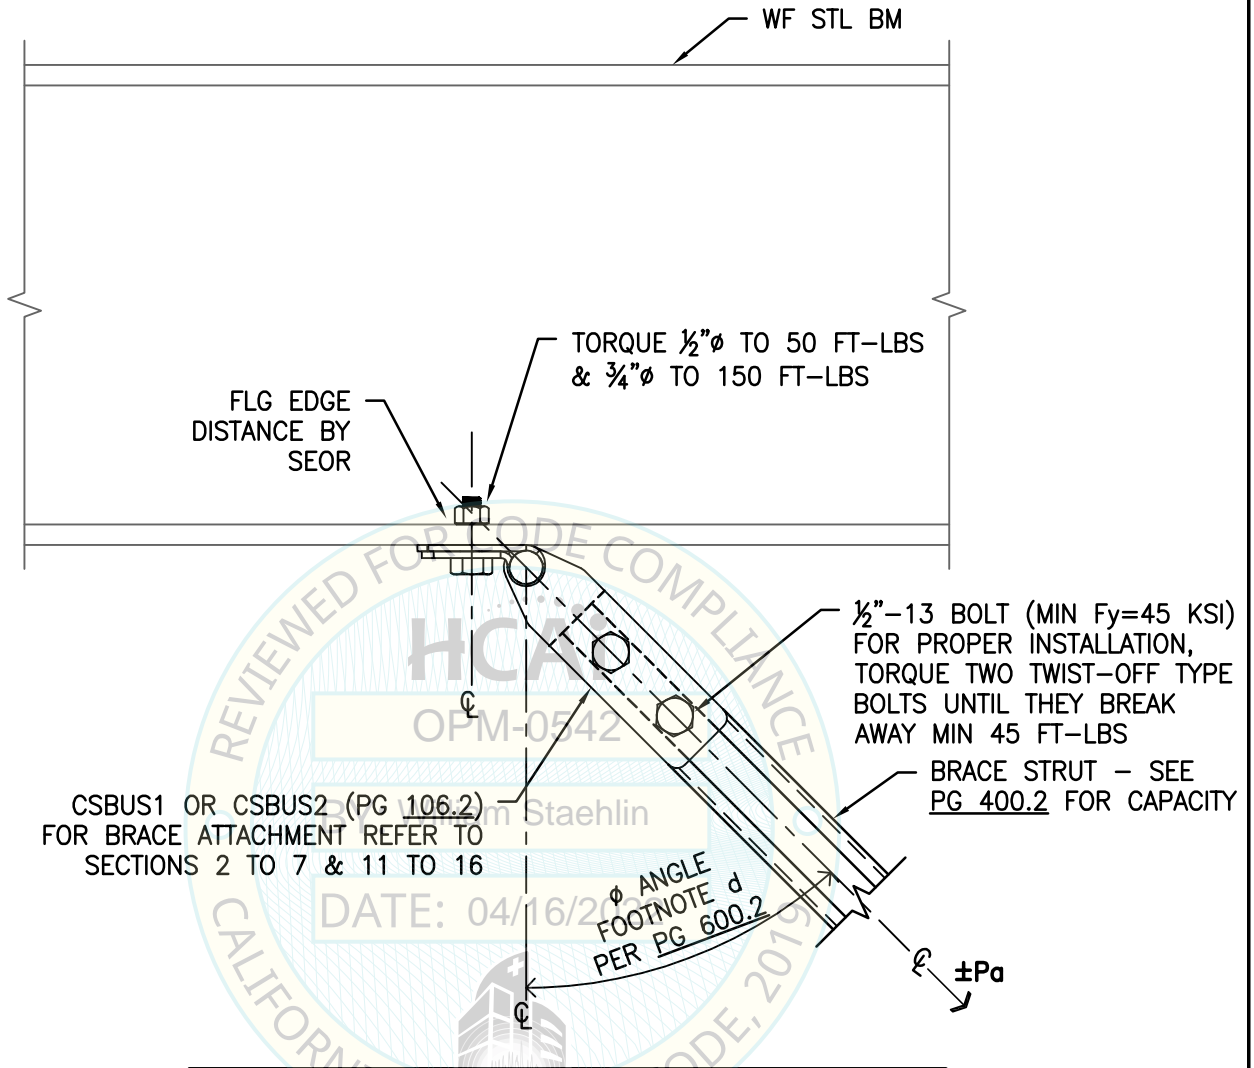 WF STL BM
TORQUE ½"ø TO 50 FT-LBS
& ¾"ø TO 150 FT-LBS
FLG EDGE
DISTANCE BY
SEOR
½"-13 BOLT (MIN Fy=45 KSI)
FOR PROPER INSTALLATION,
TORQUE TWO TWIST-OFF TYPE
BOLTS UNTIL THEY BREAK
AWAY MIN 45 FT-LBS
BRACE STRUT - SEE
PG 400.2 FOR CAPACITY
CSBUS1 OR CSBUS2 (PG 106.2)
FOR BRACE ATTACHMENT REFER TO
SECTIONS 2 TO 7 & 11 TO 16
ø ANGLE
FOOTNOTE d
PER PG 600.2
℄
℄
℄
±Pa
REVIEWED FOR CODE COMPLIANCE
HCAi
OPM-0542
BY: William Staehlin
DATE: 04/16/2022
CODE, 2019